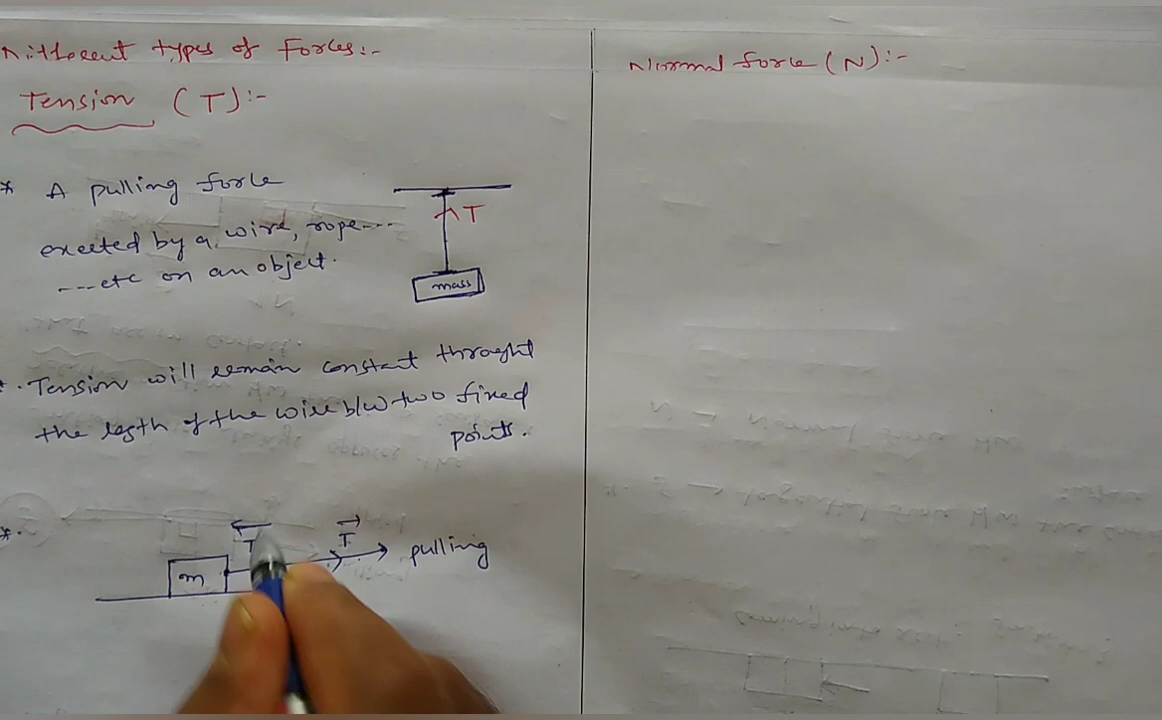 Different types of Forces:-
Tension (T):-
* A pulling force
exerted by a wire, rope---
---etc on an object.
T
mass
*. Tension will remain constant throught
the legth of the wire b/w two fixed
points.
*.
T T
m pulling
Normal force (N):-